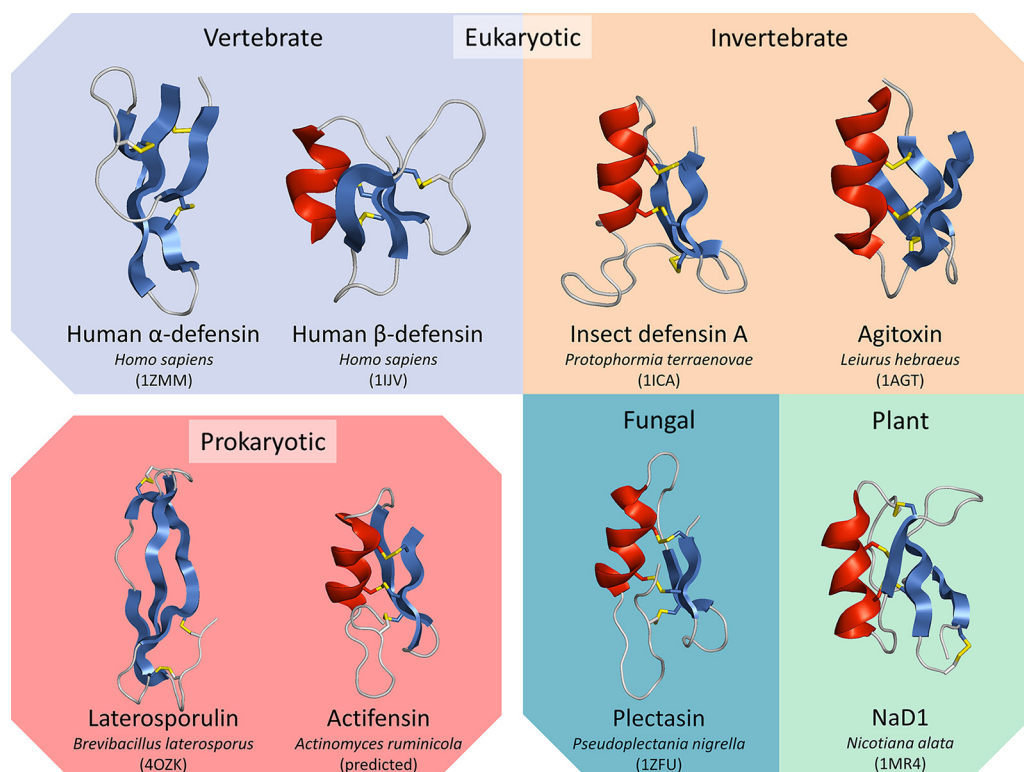 Vertebrate
Eukaryotic
Invertebrate
Human α-defensin
Homo sapiens
(1ZMM)
Human β-defensin
Homo sapiens
(1IJV)
Insect defensin A
Protophormia terraenovae
(1ICA)
Agitoxin
Leiurus hebraeus
(1AGT)
Prokaryotic
Laterosporulin
Brevibacillus laterosporus
(4OZK)
Actifensin
Actinomyces ruminicola
(predicted)
Fungal
Plectasin
Pseudoplectania nigrella
(1ZFU)
Plant
NaD1
Nicotiana alata
(1MR4)